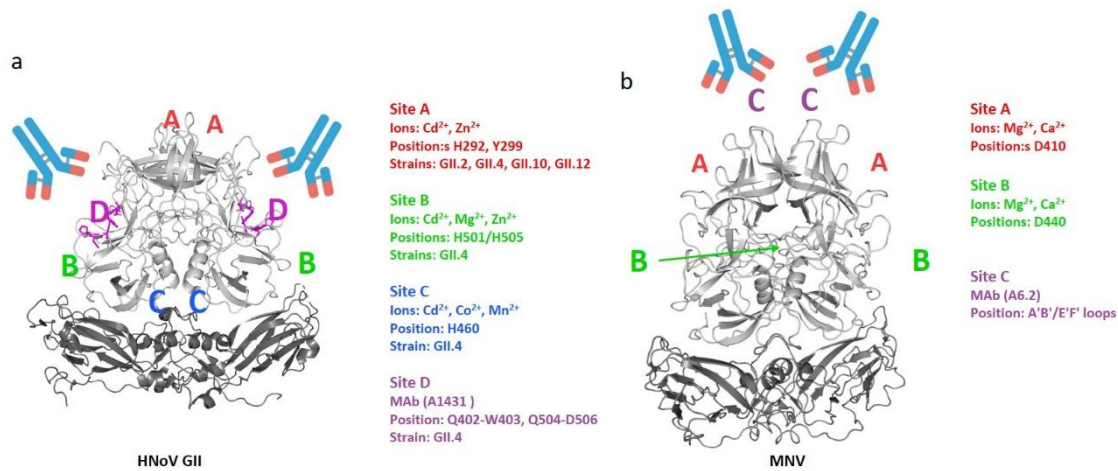 a
A A
D D
B B
C C
HNoV GII
Site A
Ions: Cd²⁺, Zn²⁺
Position:s H292, Y299
Strains: GII.2, GII.4, GII.10, GII.12
Site B
Ions: Cd²⁺, Mg²⁺, Zn²⁺
Positions: H501/H505
Strains: GII.4
Site C
Ions: Cd²⁺, Co²⁺, Mn²⁺
Position: H460
Strain: GII.4
Site D
MAb (A1431 )
Position: Q402-W403, Q504-D506
Strain: GII.4
b
C C
A A
B B
MNV
Site A
Ions: Mg²⁺, Ca²⁺
Position:s D410
Site B
Ions: Mg²⁺, Ca²⁺
Positions: D440
Site C
MAb (A6.2)
Position: A'B'/E'F' loops